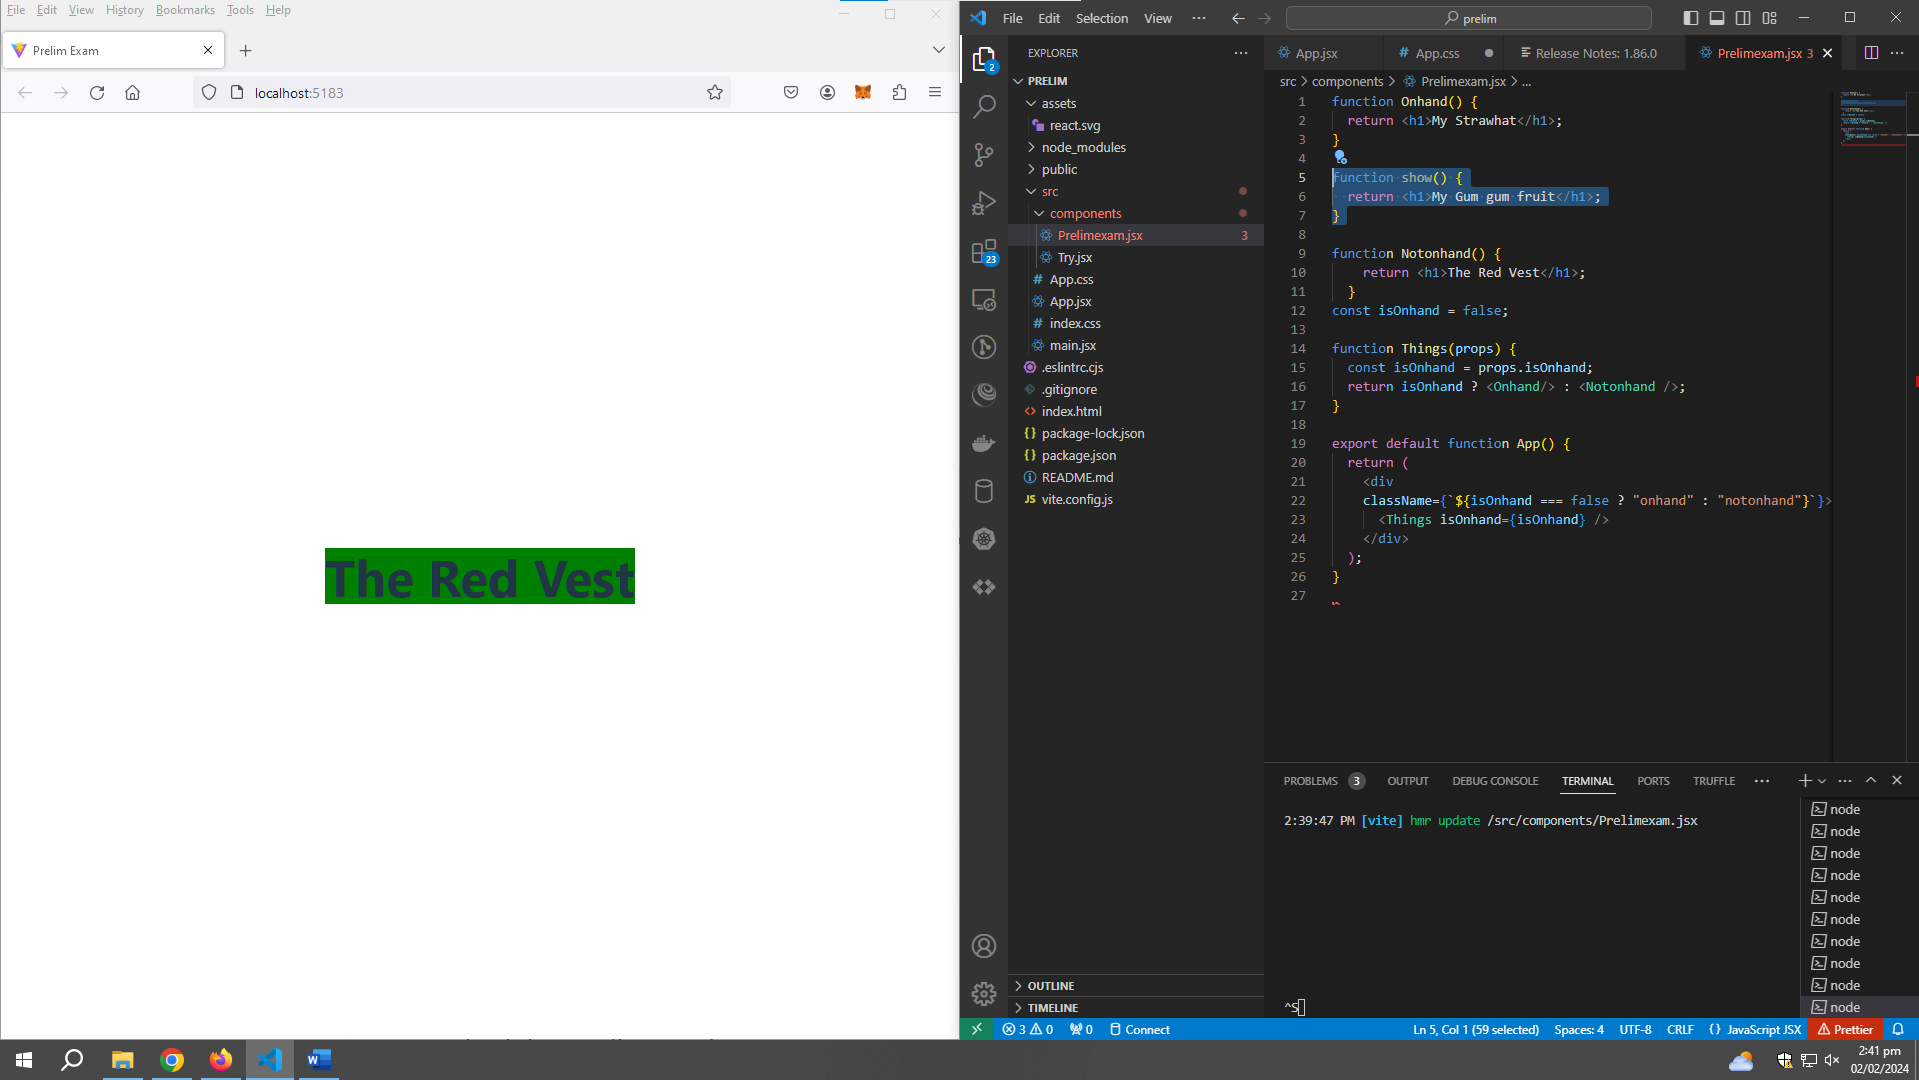 File Edit View History Bookmarks Tools Help
Prelim Exam
localhost:5183
The Red Vest
File Edit Selection View ...
prelim
EXPLORER
PRELIM
assets
react.svg
node_modules
public
src
components
Prelimexam.jsx 3
Try.jsx
# App.css
App.jsx
# index.css
main.jsx
.eslintrc.cjs
.gitignore
<> index.html
{} package-lock.json
{} package.json
README.md
JS vite.config.js
OUTLINE
TIMELINE
2
23
App.jsx
# App.css
Release Notes: 1.86.0
Prelimexam.jsx 3
src > components > Prelimexam.jsx > ...
1 function Onhand() {
2 return <h1>My Strawhat</h1>;
3 }
4
5 function show() {
6 return <h1>My Gum gum fruit</h1>;
7 }
8
9 function Notonhand() {
10 return <h1>The Red Vest</h1>;
11 }
12 const isOnhand = false;
13
14 function Things(props) {
15 const isOnhand = props.isOnhand;
16 return isOnhand ? <Onhand/> : <Notonhand />;
17 }
18
19 export default function App() {
20 return (
21 <div
22 className={`${isOnhand === false ? "onhand" : "notonhand"}`}>
23 <Things isOnhand={isOnhand} />
24 </div>
25 );
26 }
27
PROBLEMS 3 OUTPUT DEBUG CONSOLE TERMINAL PORTS TRUFFLE ...
2:39:47 PM [vite] hmr update /src/components/Prelimexam.jsx
^S
node
node
node
node
node
node
node
node
node
node
3 0 0 Connect
Ln 5, Col 1 (59 selected) Spaces: 4 UTF-8 CRLF {} JavaScript JSX Prettier
2:41 pm
02/02/2024